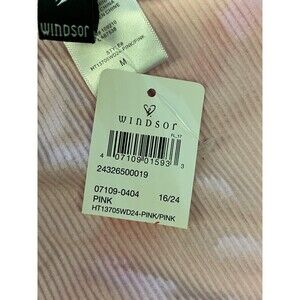 WINDSOR
STYLE#
HT13705WD24-PINK/PINK
M
WINDSOR
FL_17
4 07109 01593 3
24326500019
07109-0404 16/24
PINK
HT13705WD24-PINK/PINK